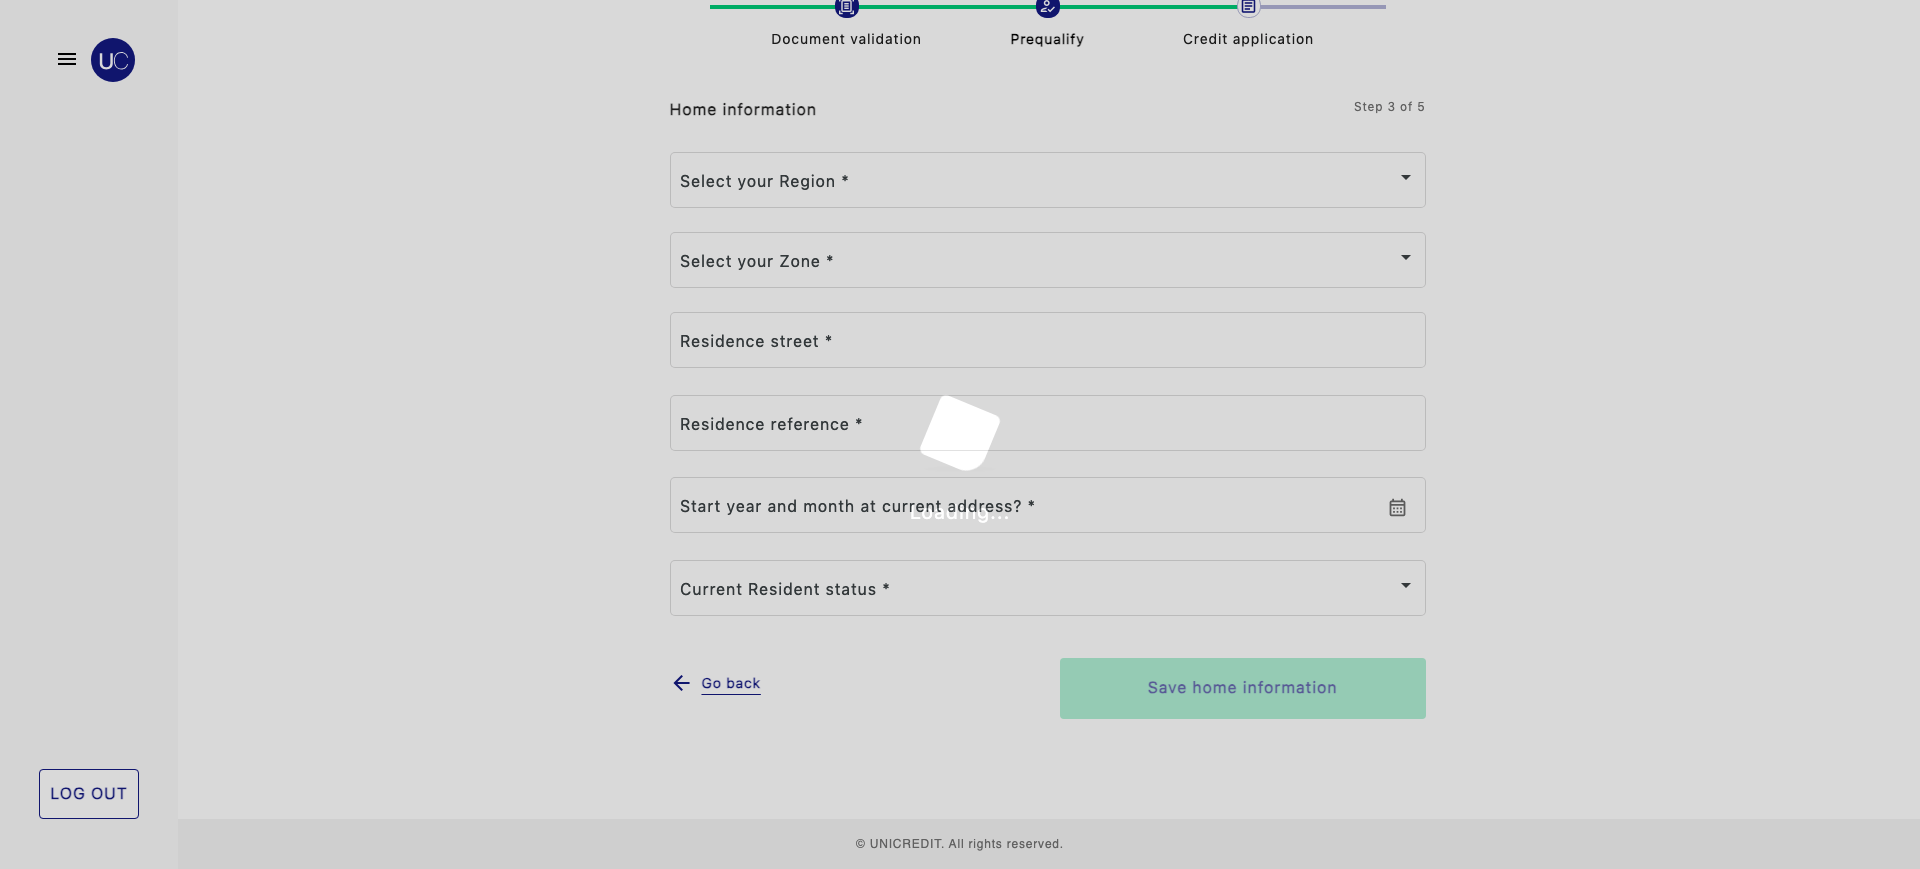 UC
Document validation
Prequalify
Credit application
Home information
Step 3 of 5
Select your Region *
Select your Zone *
Residence street *
Residence reference *
Start year and month at current address? *
Loading...
Current Resident status *
Go back
Save home information
LOG OUT
© UNICREDIT. All rights reserved.